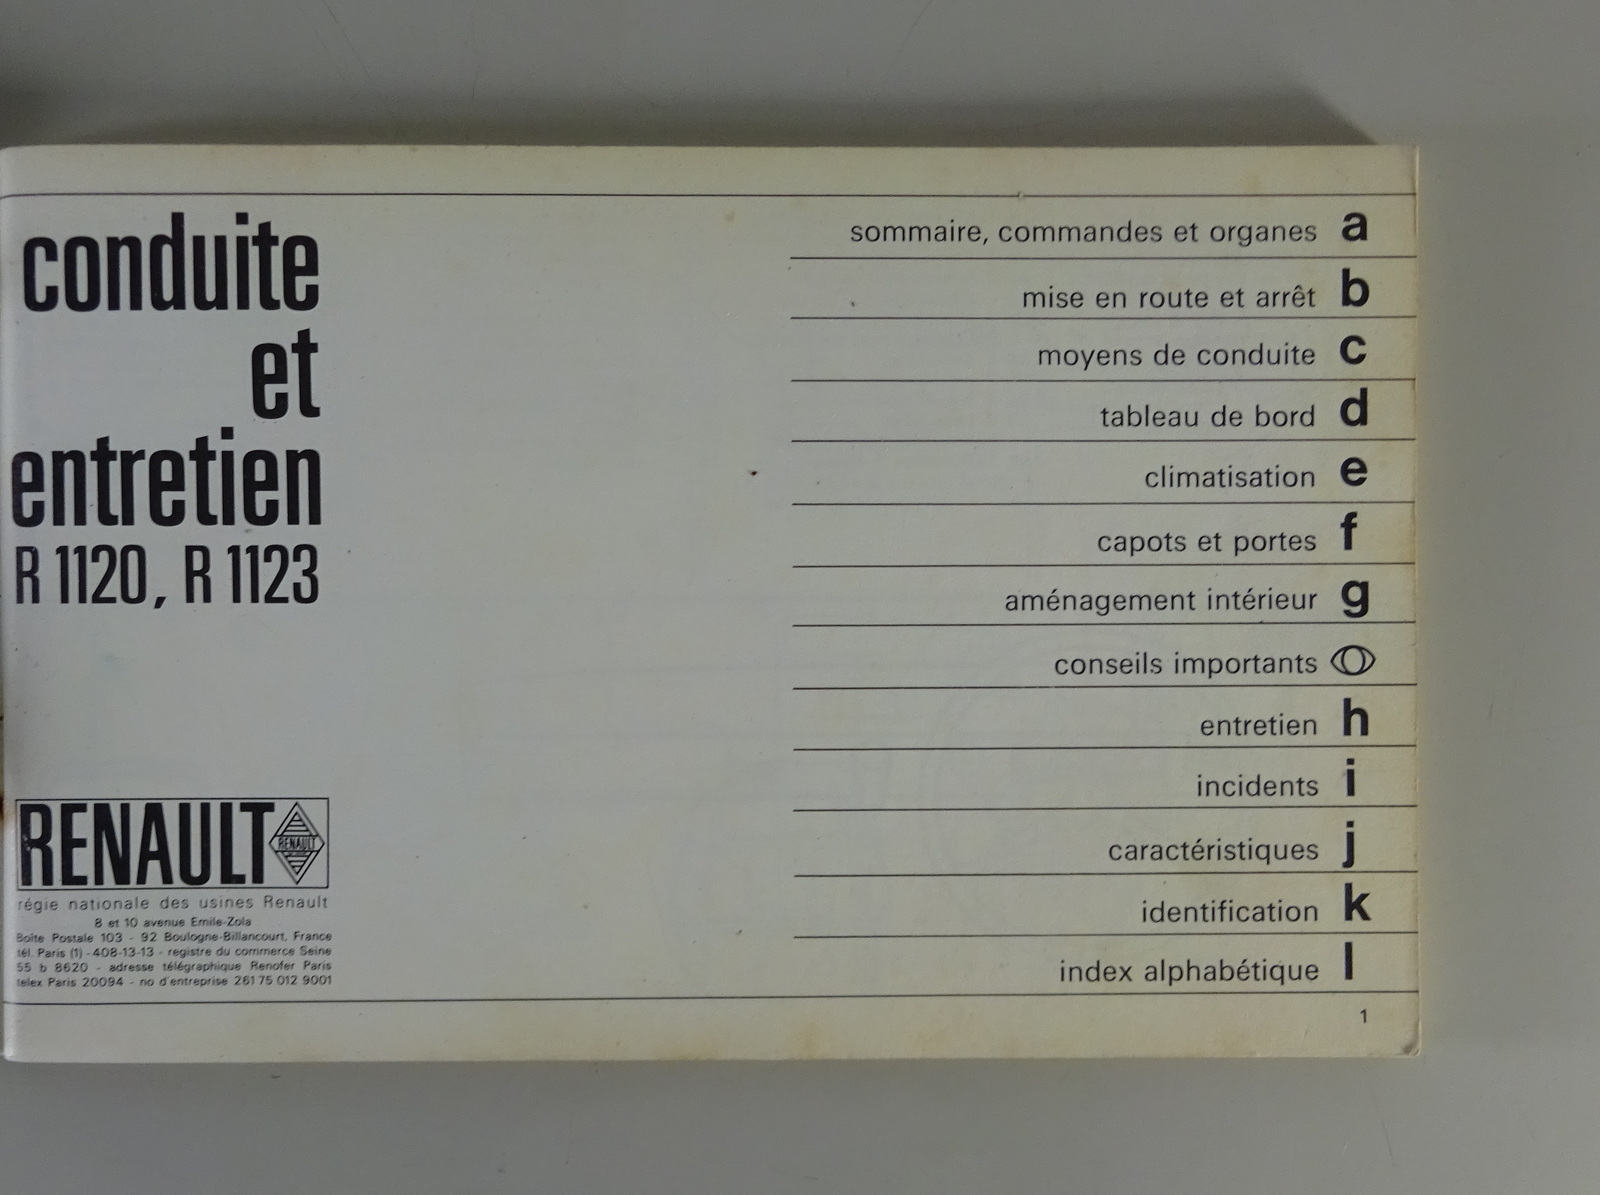 conduite
et
entretien
R 1120, R 1123
RENAULT RENAULT
régie nationale des usines Renault
8 et 10 avenue Emile-Zola
Boîte Postale 103 - 92 Boulogne-Billancourt, France
tél. Paris (1) - 408-13-13 - registre du commerce Seine
55 b 8620 - adresse télégraphique Renofer Paris
telex Paris 20094 - no d'entreprise 261 75 012 9001
sommaire, commandes et organes a
mise en route et arrêt b
moyens de conduite c
tableau de bord d
climatisation e
capots et portes f
aménagement intérieur g
conseils importants
entretien h
incidents i
caractéristiques j
identification k
index alphabétique l
1